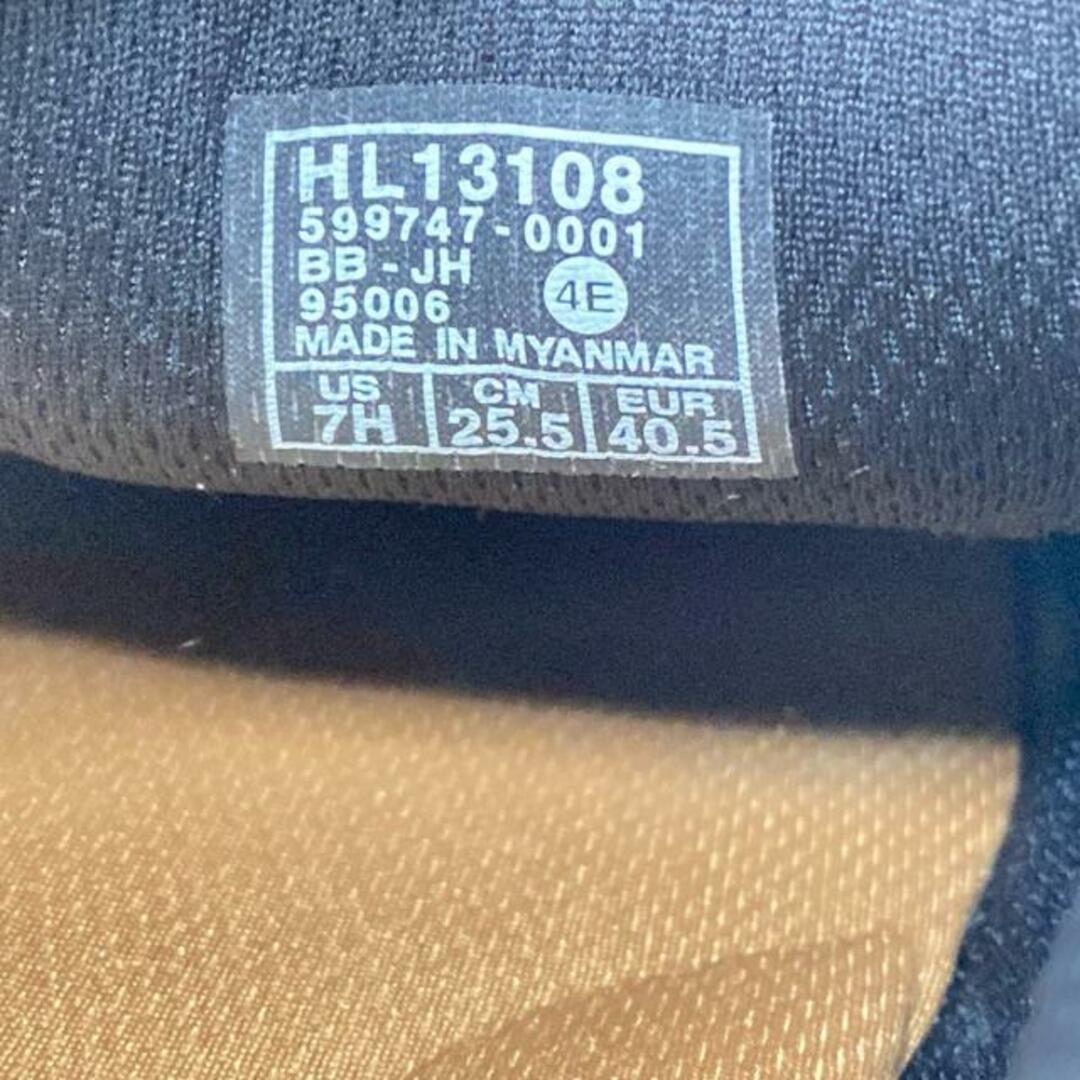 HL13108
599747-0001
BB-JH
95006 4E
MADE IN MYANMAR
US CM EUR
7H 25.5 40.5